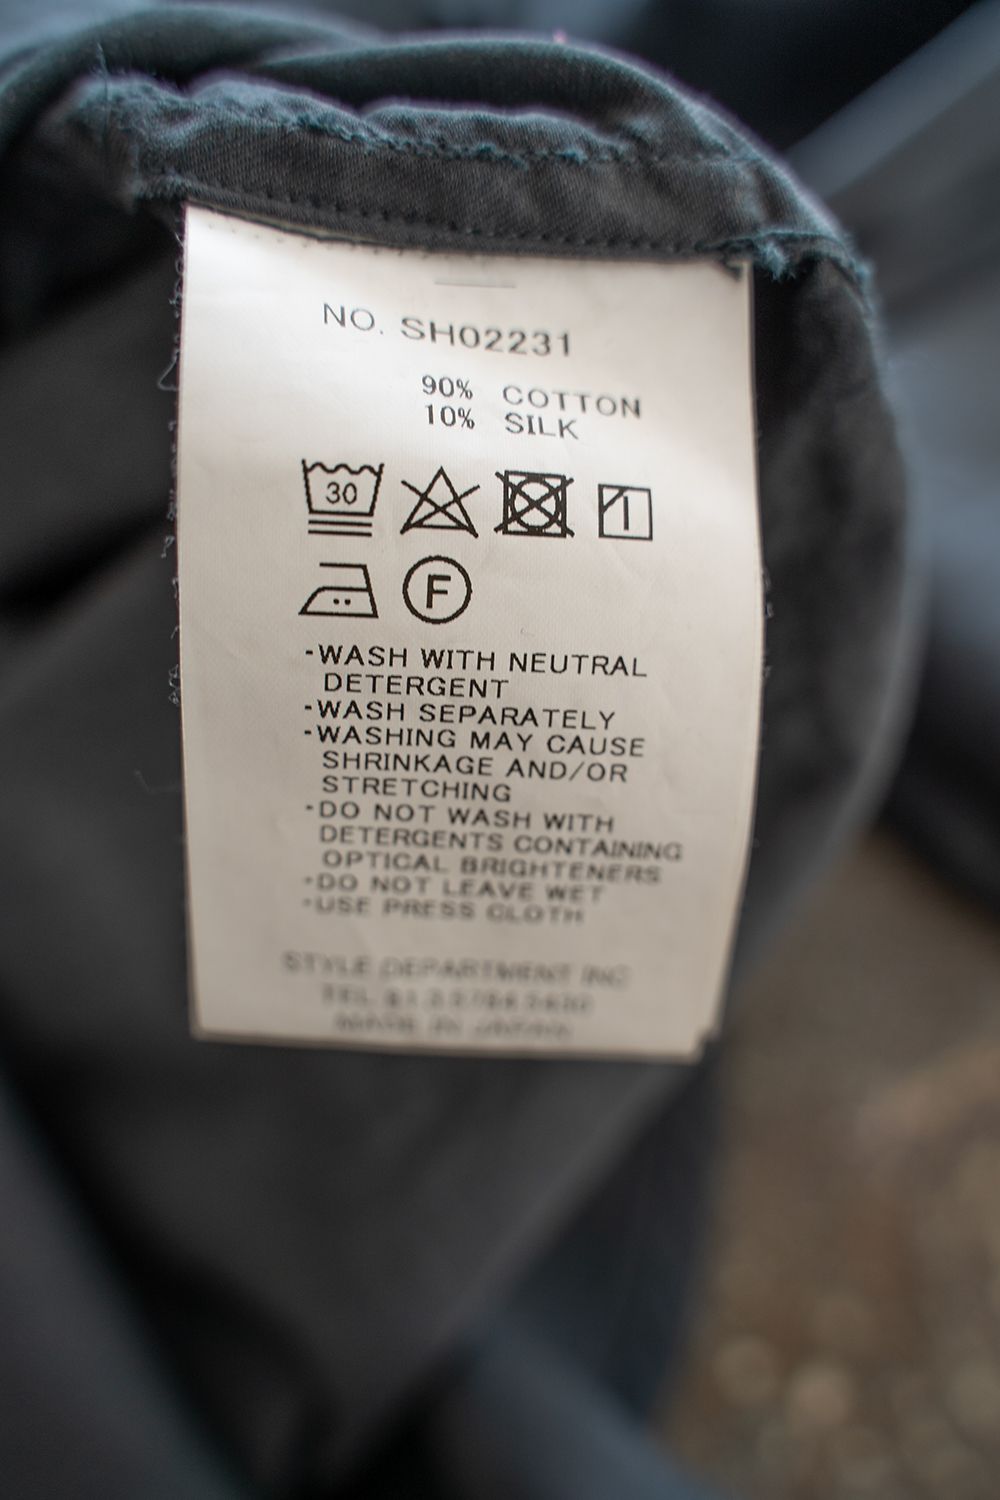 NO. SH02231
90% COTTON
10% SILK
30
F
-WASH WITH NEUTRAL
DETERGENT
-WASH SEPARATELY
-WASHING MAY CAUSE
SHRINKAGE AND/OR
STRETCHING
-DO NOT WASH WITH
DETERGENTS CONTAINING
OPTICAL BRIGHTENERS
-DO NOT LEAVE WET
-USE PRESS CLOTH
STYLE DEPARTMENT INC
TEL
MADE IN JAPAN